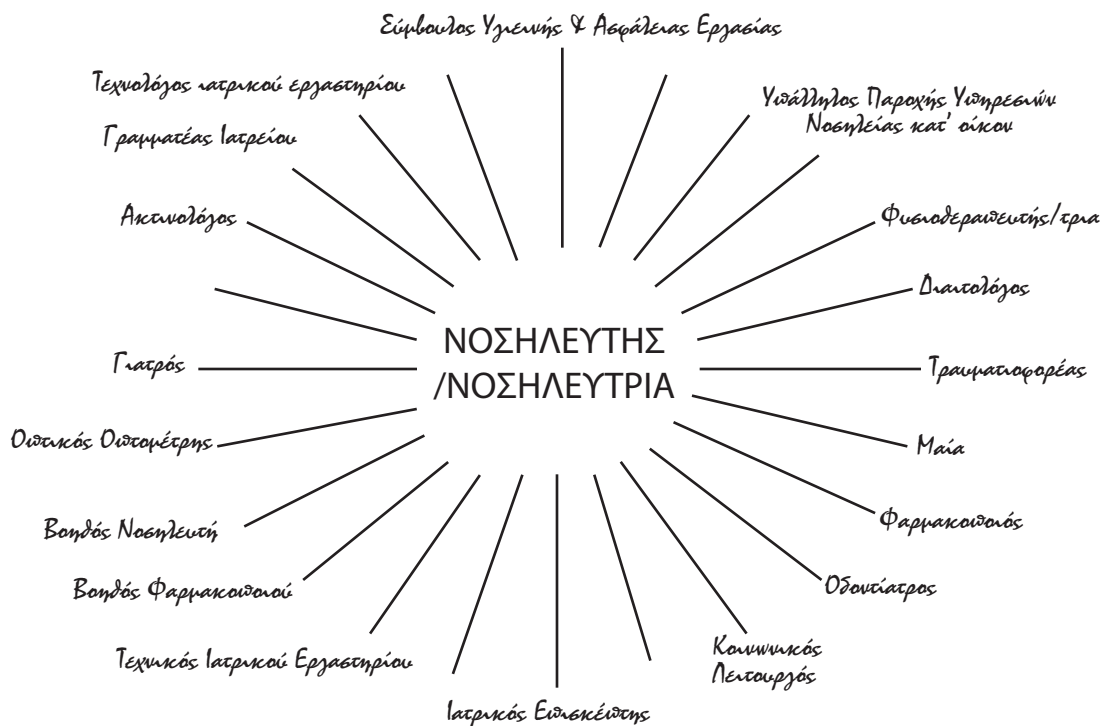 Σύμβουλος Υγιεινής & Ασφάλειας Εργασίας
Τεχνολόγος ιατρικού εργαστηρίου
Υπάλληλος Παροχής Υπηρεσιών
Νοσηλείας κατ' οίκον
Γραμματέας Ιατρείου
Ακτινολόγος
Φυσιοθεραπευτής/τρια
Διαιτολόγος
ΝΟΣΗΛΕΥΤΗΣ
/ΝΟΣΗΛΕΥΤΡΙΑ
Γιατρός
Τραυματιοφορέας
Οπτικός Οπτομέτρης
Μαία
Βοηθός Νοσηλευτή
Φαρμακοποιός
Βοηθός Φαρμακοποιού
Οδοντίατρος
Τεχνικός Ιατρικού Εργαστηρίου
Κοινωνικός
Λειτουργός
Ιατρικός Επισκέπτης